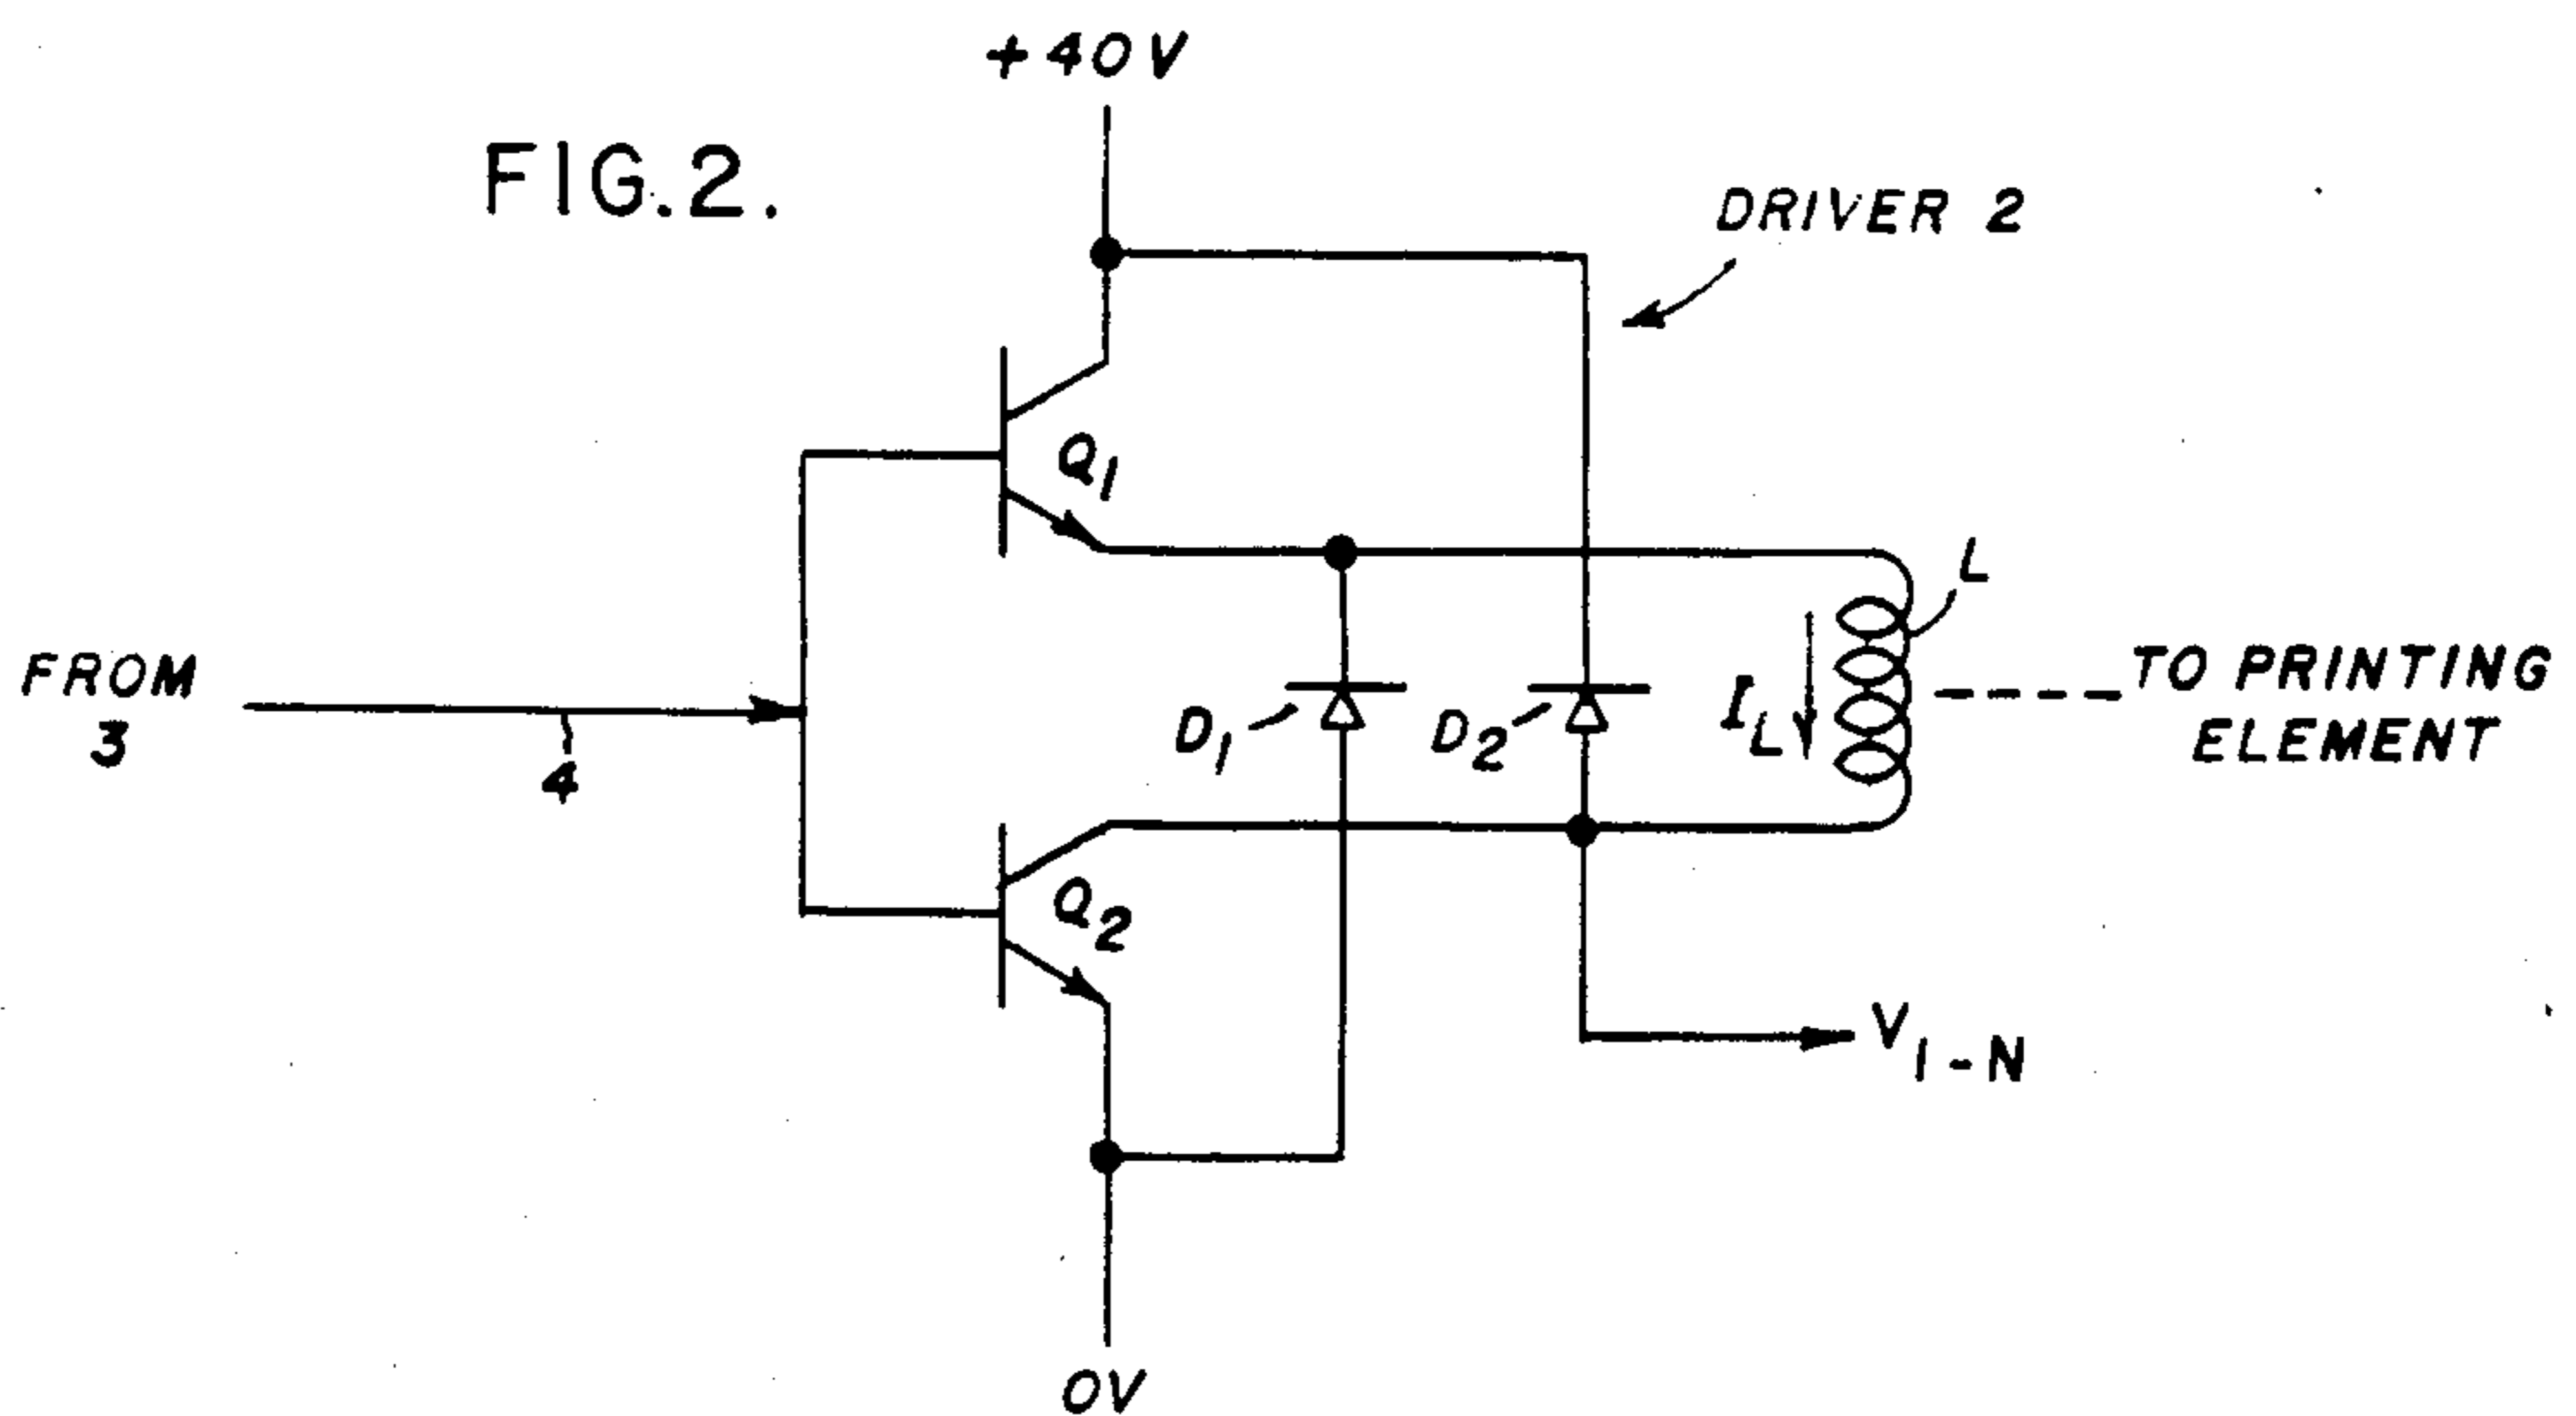 +40V
FIG.2.
DRIVER 2
Q1
L
FROM
3
4
D1
D2
IL
TO PRINTING
ELEMENT
Q2
V1-N
0V